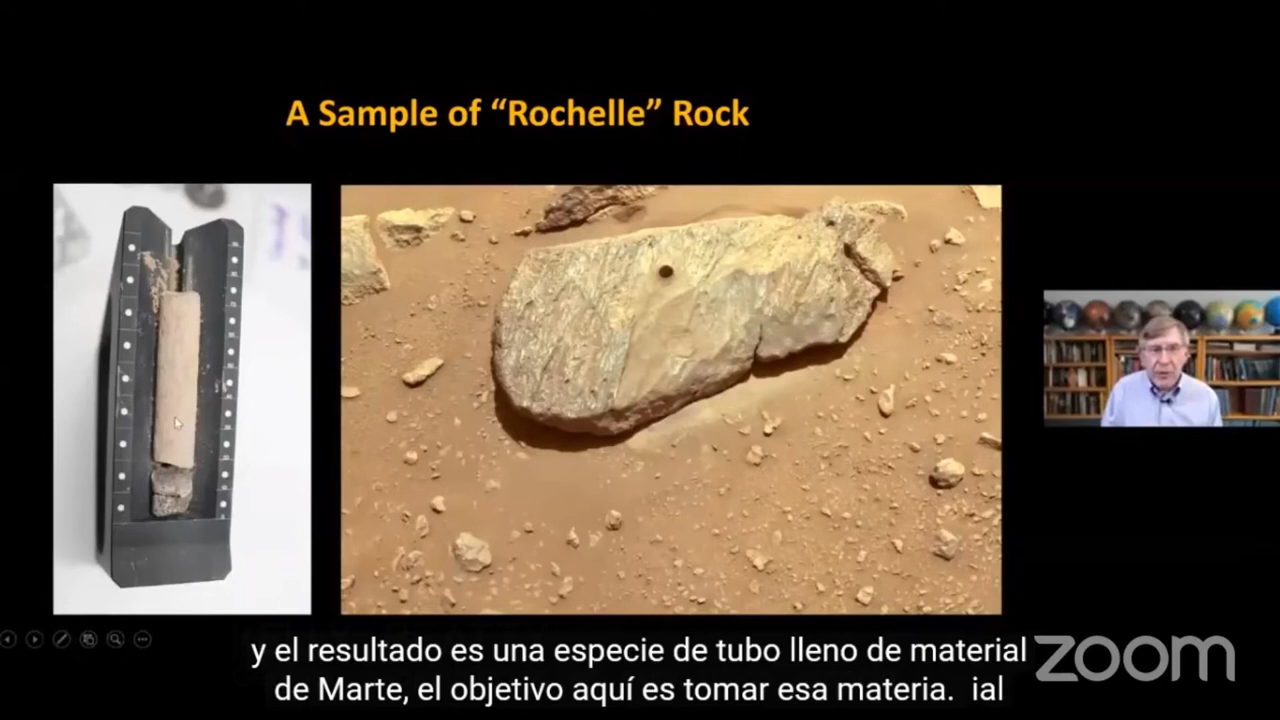 A Sample of “Rochelle” Rock
y el resultado es una especie de tubo lleno de material
de Marte, el objetivo aquí es tomar esa materia.  ial
zoom